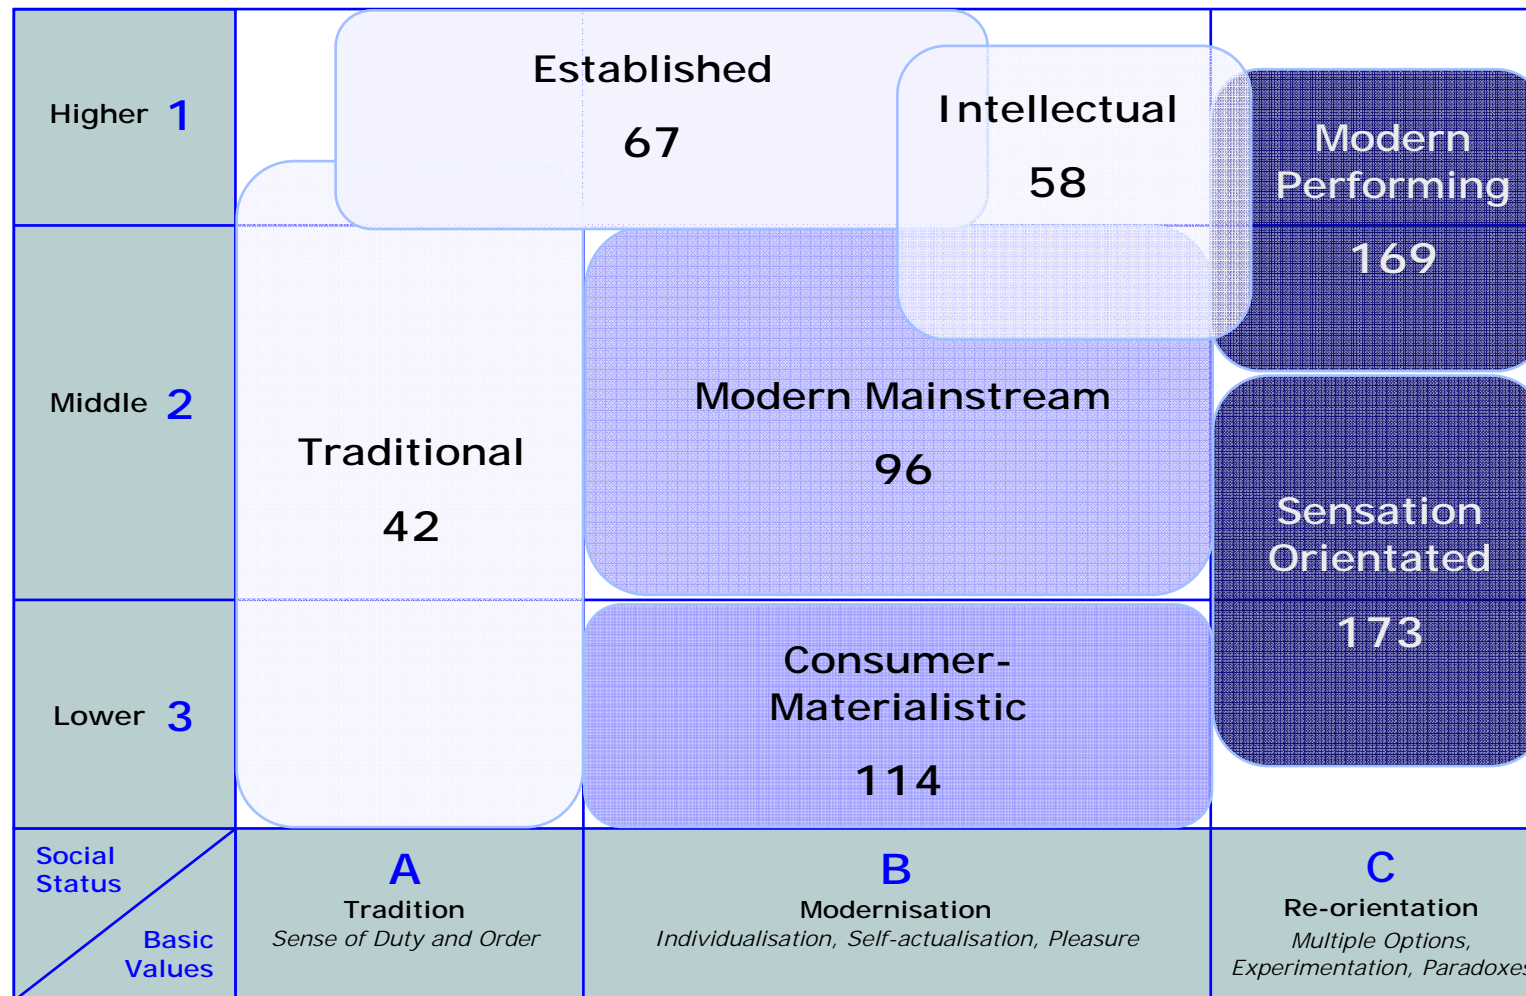 Higher 1
Established
67
Intellectual
58
Modern
Performing
169
Middle 2
Traditional
42
Modern Mainstream
96
Sensation
Orientated
173
Lower 3
Consumer-
Materialistic
114
Social
Status
Basic
Values
A
Tradition
Sense of Duty and Order
B
Modernisation
Individualisation, Self-actualisation, Pleasure
C
Re-orientation
Multiple Options,
Experimentation, Paradoxes